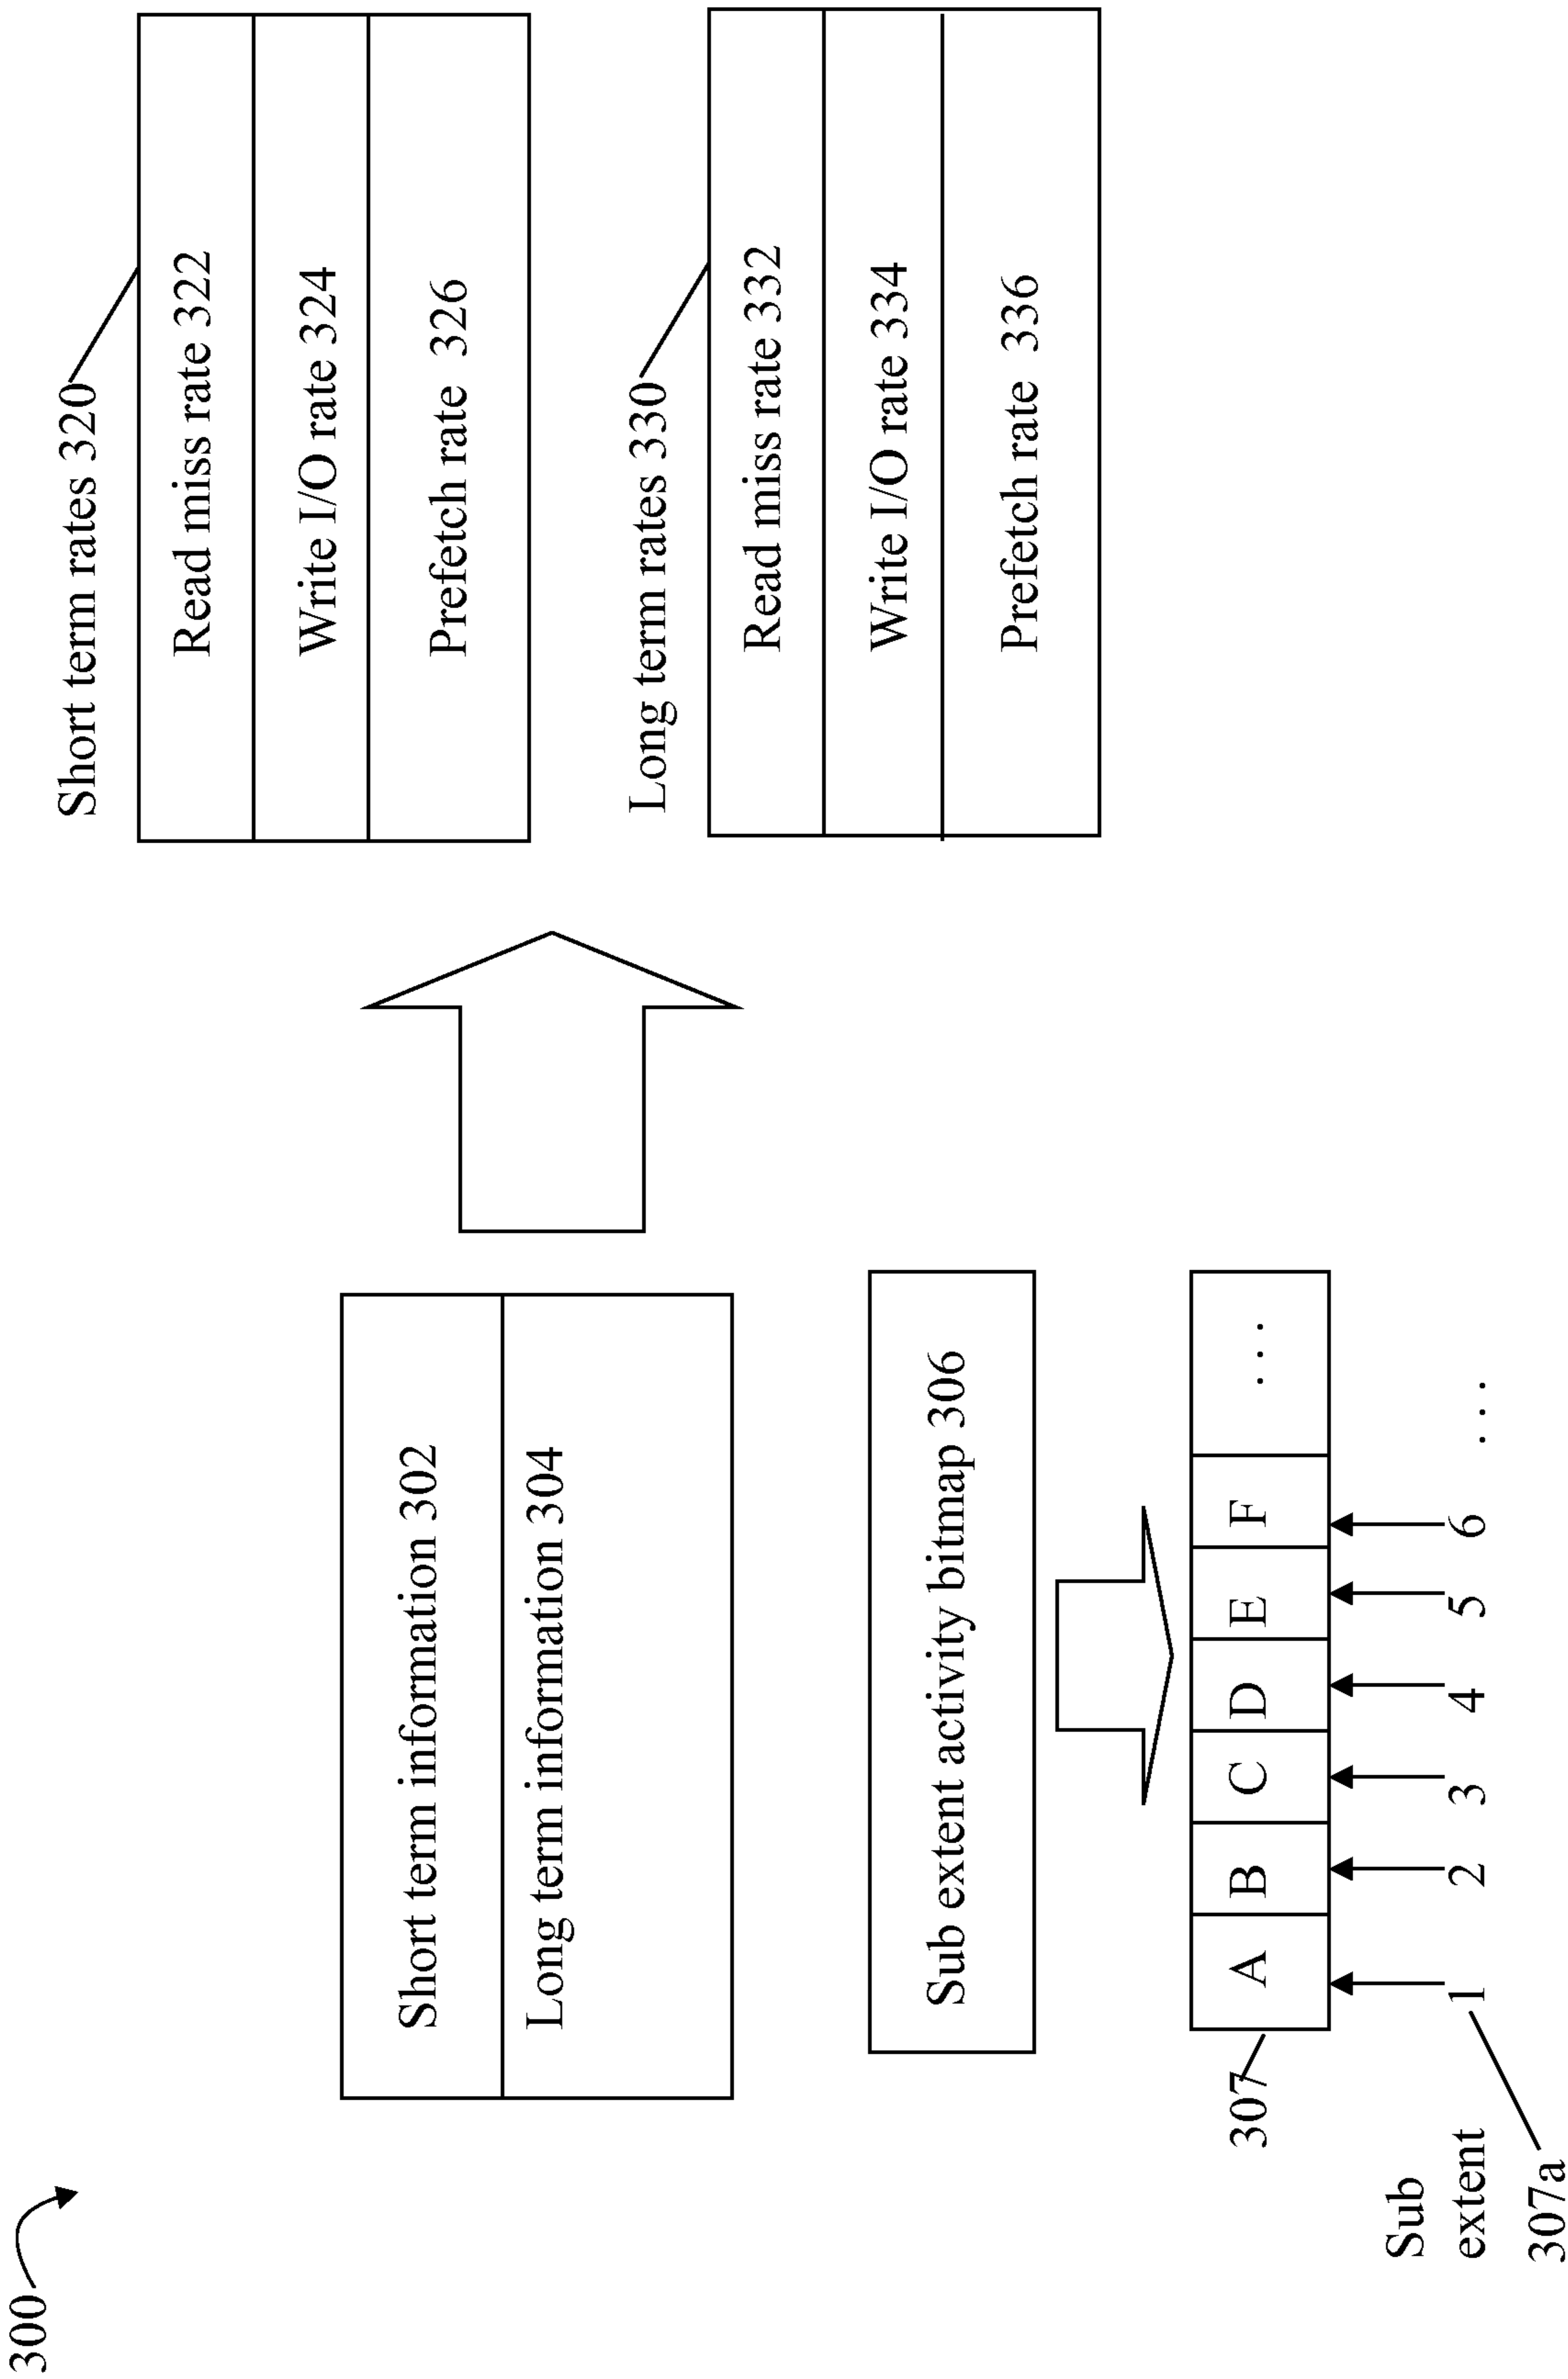 300
Short term information 302
Long term information 304
Short term rates 320
Read miss rate 322
Write I/O rate 324
Prefetch rate 326
Long term rates 330
Read miss rate 332
Write I/O rate 334
Prefetch rate 336
Sub extent activity bitmap 306
307
A B C D E F ...
Sub
extent 1 2 3 4 5 6 ...
307a